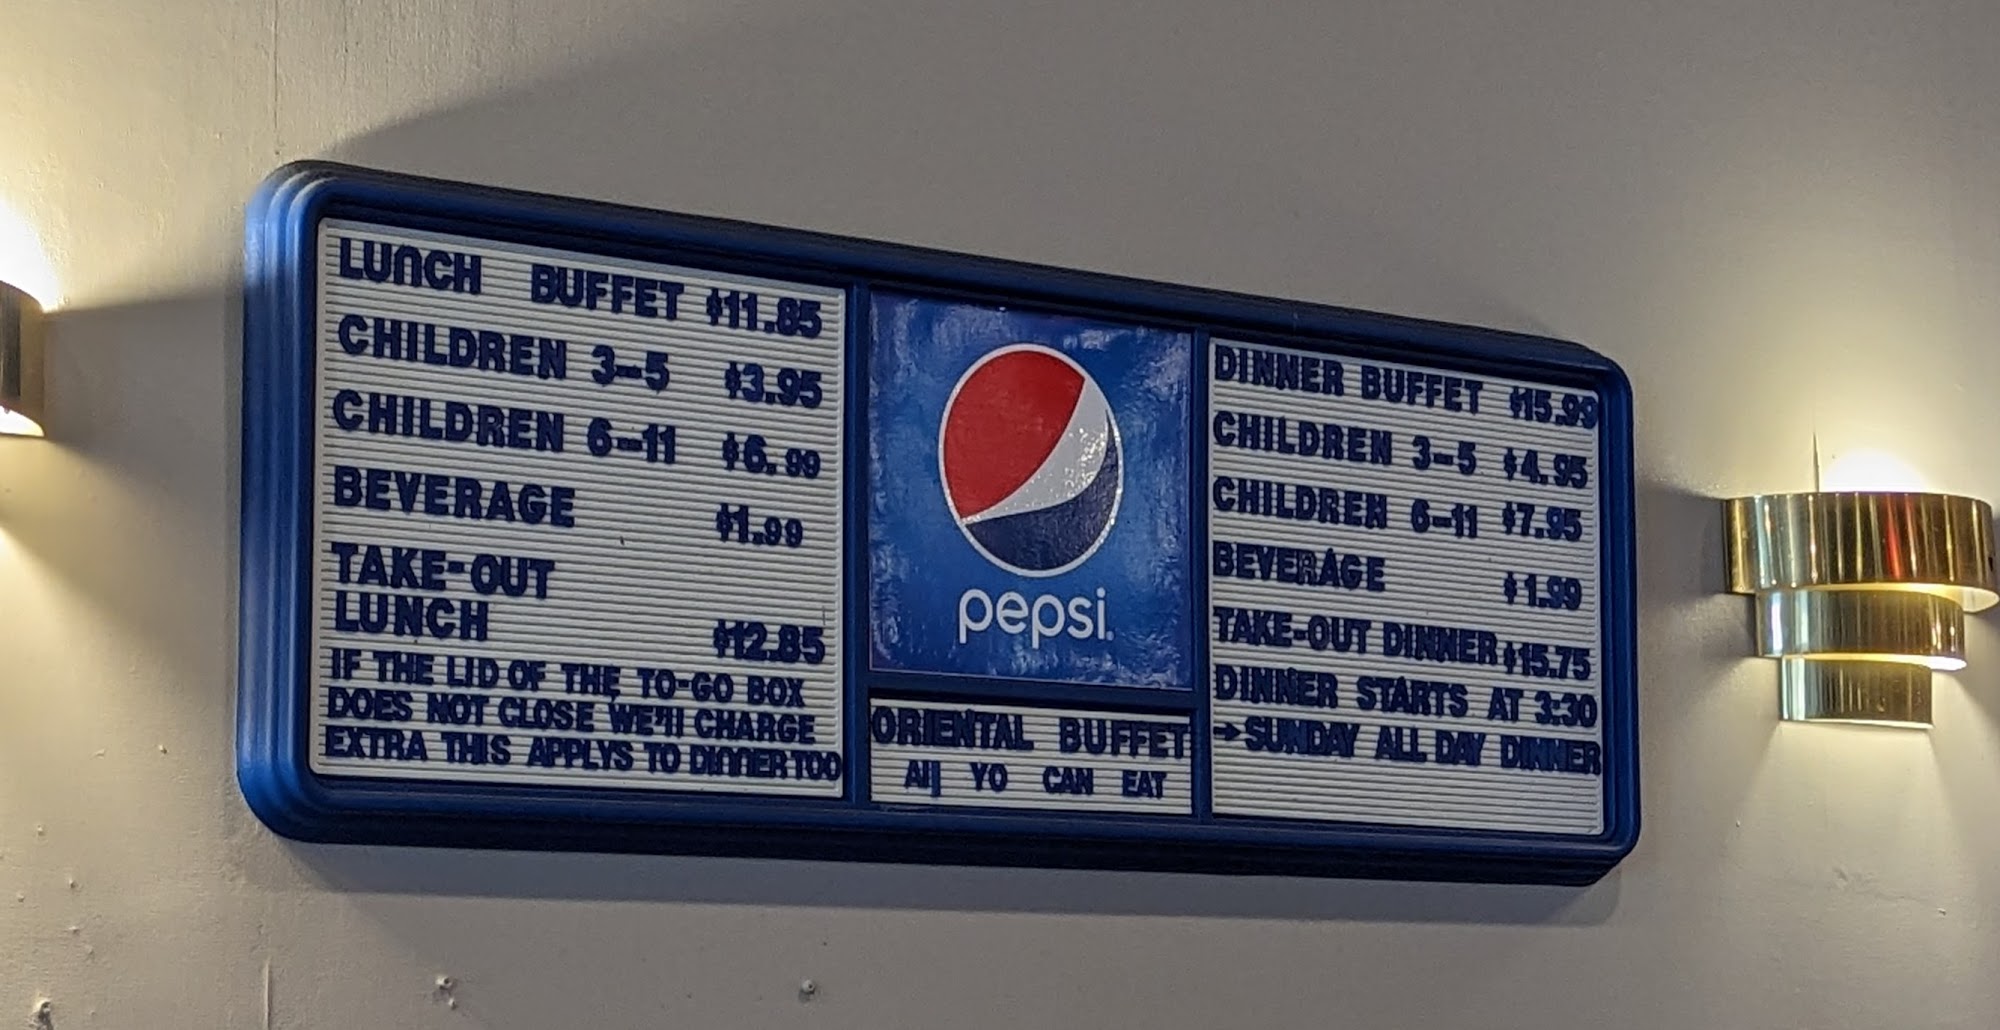 LUNCH BUFFET $11.85
CHILDREN 3-5 $3.95
CHILDREN 6-11 $6.99
BEVERAGE $1.99
TAKE-OUT
LUNCH $12.85
IF THE LID OF THE TO-GO BOX
DOES NOT CLOSE WE'll CHARGE
EXTRA THIS APPLYS TO DINNER TOO
pepsi.
ORIENTAL BUFFET
All YO CAN EAT
DINNER BUFFET $15.99
CHILDREN 3-5 $4.95
CHILDREN 6-11 $7.95
BEVERAGE $1.99
TAKE-OUT DINNER $15.75
DINNER STARTS AT 3:30
→SUNDAY ALL DAY DINNER